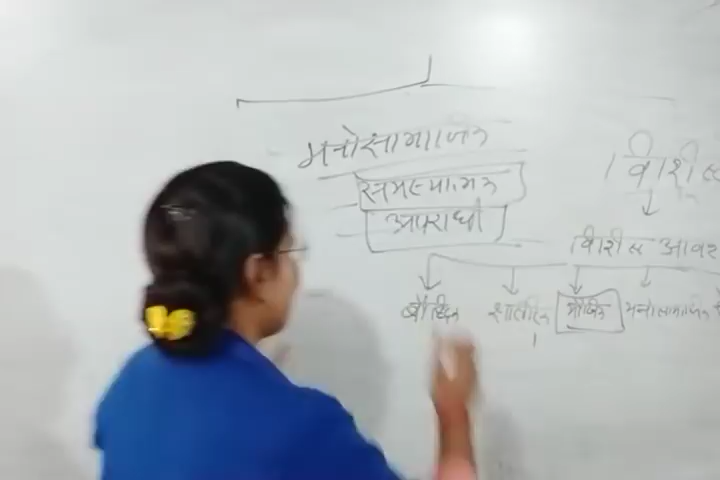 मनोसामाजिक
समस्यात्मक
अपराधी
विशिष्ट
विशिष्ट आवश
बौद्धिक शारीरिक शैक्षिक मनोसामाजिक